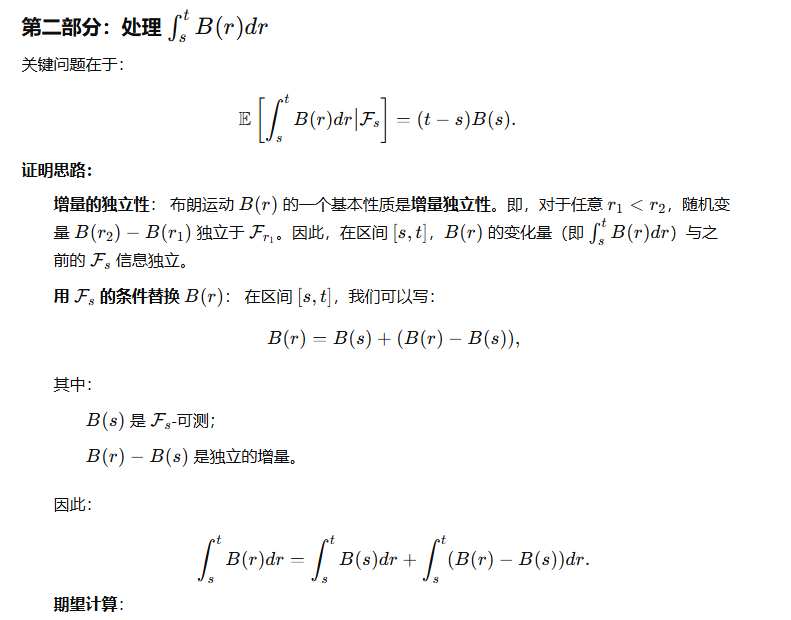 第二部分：处理 $\int_s^t B(r)dr$
关键问题在于：
$\mathbb{E}\left[\int_s^t B(r)dr|\mathcal{F}_s\right] = (t-s)B(s).$
证明思路：
增量的独立性： 布朗运动 $B(r)$ 的一个基本性质是增量独立性。即，对于任意 $r_1 < r_2$，随机变
量 $B(r_2) - B(r_1)$ 独立于 $\mathcal{F}_{r_1}$。因此，在区间 $[s,t]$，$B(r)$ 的变化量（即 $\int_s^t B(r)dr$）与之
前的 $\mathcal{F}_s$ 信息独立。
用 $\mathcal{F}_s$ 的条件替换 $B(r)$： 在区间 $[s,t]$，我们可以写：
$B(r) = B(s) + (B(r) - B(s)),$
其中：
$B(s)$ 是 $\mathcal{F}_s$-可测；
$B(r) - B(s)$ 是独立的增量。
因此：
$\int_s^t B(r)dr = \int_s^t B(s)dr + \int_s^t (B(r) - B(s))dr.$
期望计算：